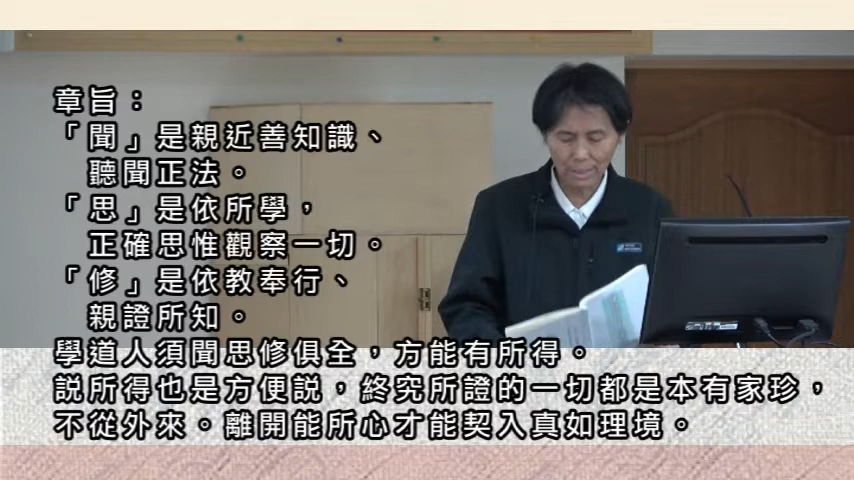 章旨：
「聞」是親近善知識、
聽聞正法。
「思」是依所學，
正確思惟觀察一切。
「修」是依教奉行、
親證所知。
學道人須聞思修俱全，方能有所得。
說所得也是方便說，終究所證的一切都是本有家珍，
不從外來。離開能所心才能契入真如理境。